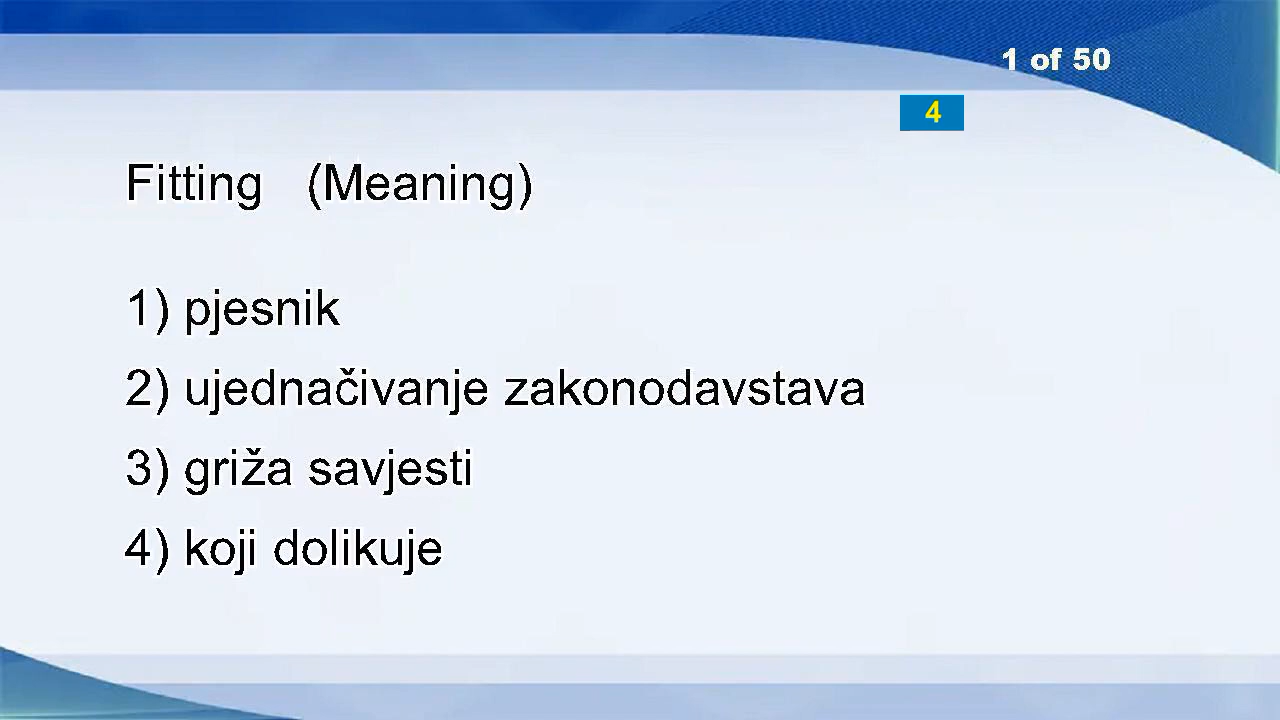 1 of 50
4
Fitting (Meaning)
1) pjesnik
2) ujednačivanje zakonodavstava
3) griža savjesti
4) koji dolikuje